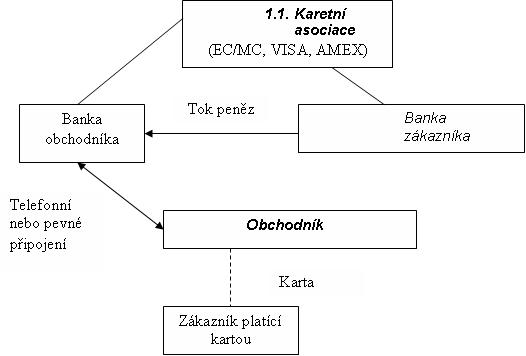 1.1. Karetní
asociace
(EC/MC, VISA, AMEX)
Tok peněz
Banka
obchodníka
Banka
zákazníka
Telefonní
nebo pevné
připojení
Obchodník
Karta
Zákazník platící
kartou